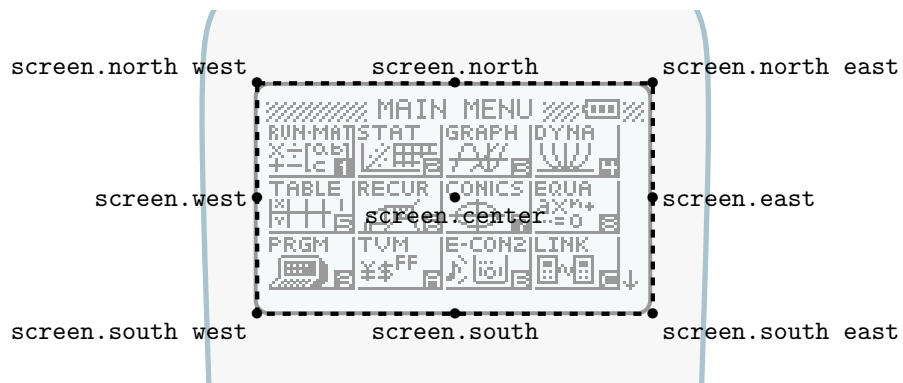 screen.north west screen.north screen.north east
MAIN MENU
RUN·MAT STAT GRAPH DYNA
TABLE RECUR CONICS EQUA
screen.west screen.east
screen.center
PRGM TVM E-CON2 LINK
screen.south west screen.south screen.south east